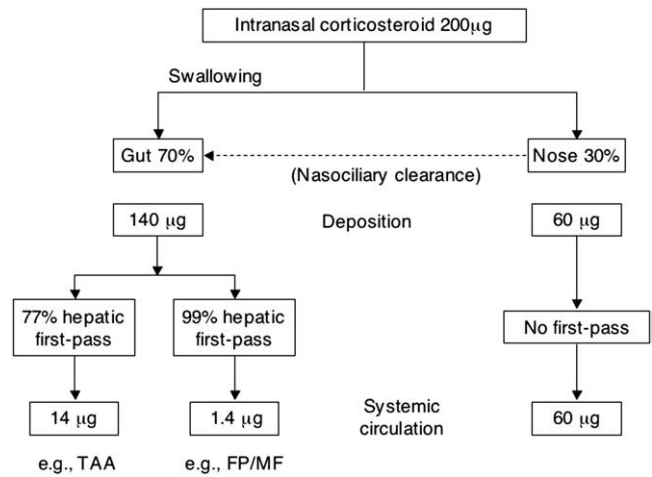 Intranasal corticosteroid 200μg
Swallowing
Gut 70%
Nose 30%
(Nasociliary clearance)
140 μg
Deposition
60 μg
77% hepatic
first-pass
99% hepatic
first-pass
No first-pass
14 μg
1.4 μg
Systemic
circulation
60 μg
e.g., TAA
e.g., FP/MF